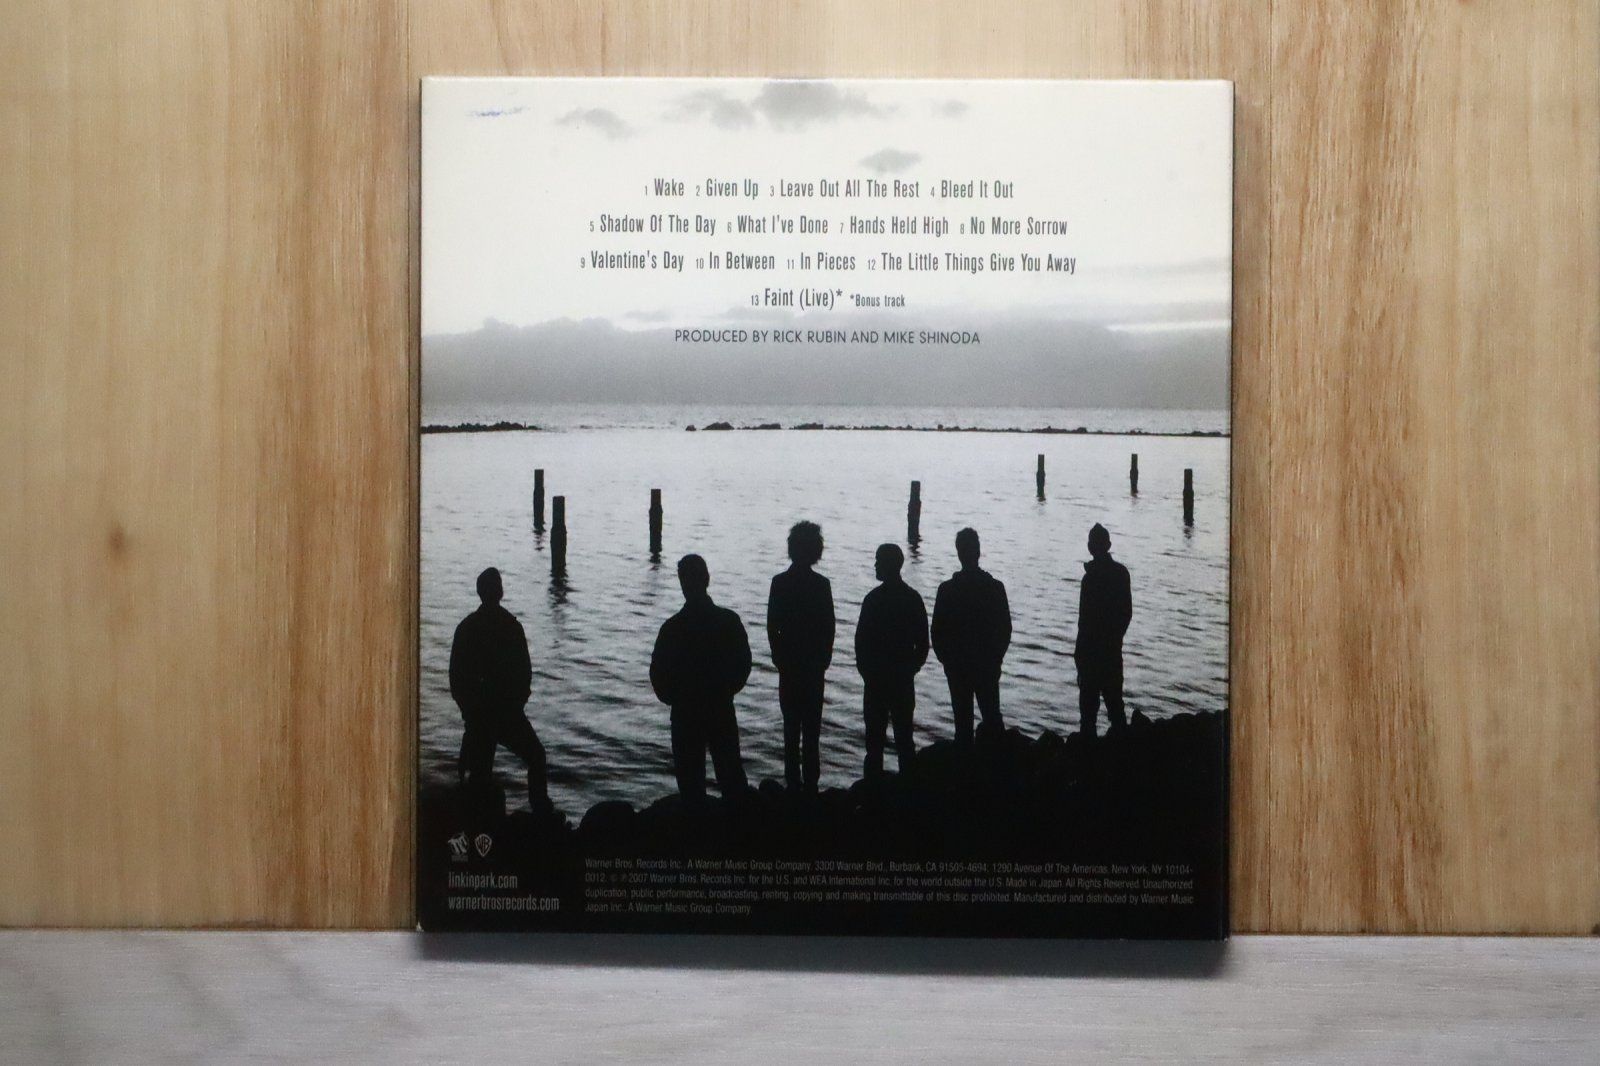 1 Wake 2 Given Up 3 Leave Out All The Rest 4 Bleed It Out
5 Shadow Of The Day 6 What I've Done 7 Hands Held High 8 No More Sorrow
9 Valentine's Day 10 In Between 11 In Pieces 12 The Little Things Give You Away
13 Faint (Live)* *Bonus track
PRODUCED BY RICK RUBIN AND MIKE SHINODA
WB
linkinpark.com
warnerbrosrecords.com
Warner Bros. Records Inc., A Warner Music Group Company. 3300 Warner Blvd., Burbank, CA 91505-4694, 1290 Avenue Of The Americas, New York, NY 10104-
0012. © ℗ 2007 Warner Bros. Records Inc. for the U.S. and WEA International Inc. for the world outside the U.S. Made in Japan. All Rights Reserved. Unauthorized
duplication, public performance, broadcasting, renting, copying and making transmittable of this disc prohibited. Manufactured and distributed by Warner Music
Japan Inc., A Warner Music Group Company.